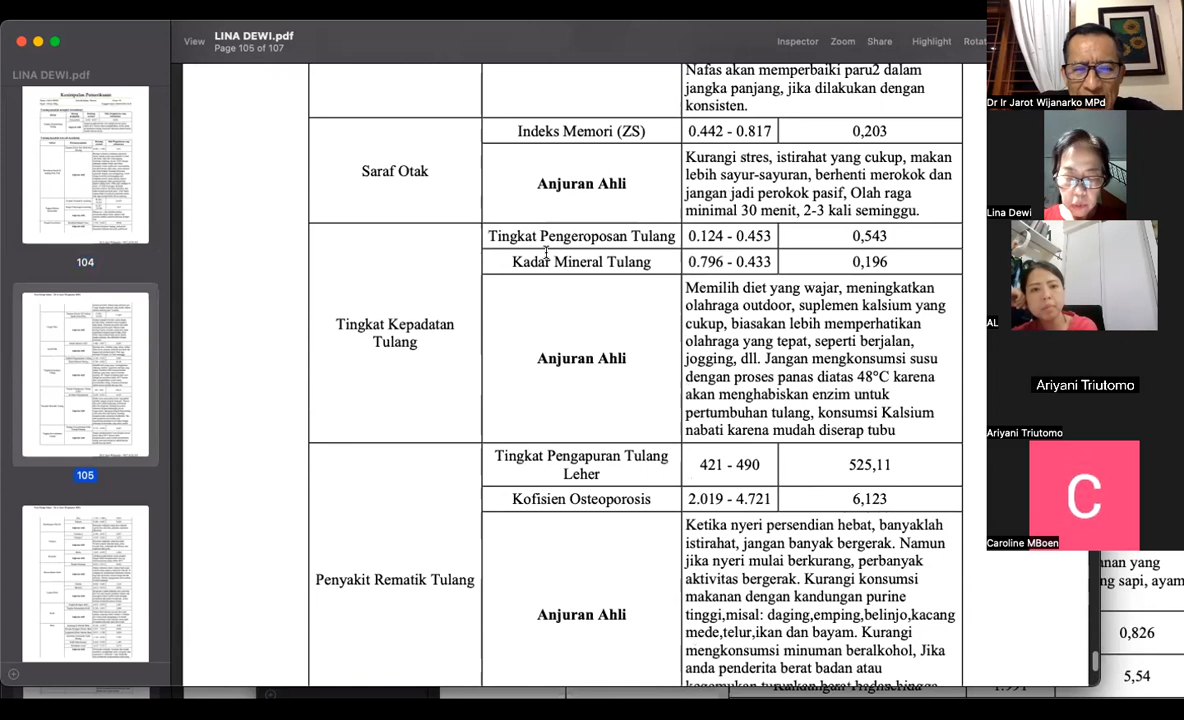 View
LINA DEWI.pdf
Page 105 of 107
Inspector
Zoom
Share
Highlight
LINA DEWI.pdf
104
105
Nafas akan memperbaiki paru2 dalam
jangka panjang, jika dilakukan dengan
konsisten.
Saraf Otak
Indeks Memori (ZS)
0.442 - 0.817
0,203
Anjuran Ahli
Kurangi stres, istirahat yang cukup, makan
lebih sayur-sayuran, berhenti merokok dan
jangan jadi perokok pasif, Olah raga
minimal 30 menit, 2-3 kali seminggu.
Tingkat Kepadatan
Tulang
Tingkat Pengeroposan Tulang
0.124 - 0.453
0,543
Kadar Mineral Tulang
0.796 - 0.433
0,196
Anjuran Ahli
Memilih diet yang wajar, meningkatkan
olahraga outdoor, suplemen kalsium yang
cukup, biasakan lebih memperhatikan
olahraga yang tepat, seperti berjalan,
jogging, dll. Jauhi mengkonsumsi susu
dengan proses panas diatas 48°C karena
akan menghabiskan enzim untuk
pertumbuhan tulang, konsumsi Kalsium
nabati karena mudah diserap tubu
Penyakit Rematik Tulang
Tingkat Pengapuran Tulang
Leher
421 - 490
525,11
Kofisien Osteoporosis
2.019 - 4.721
6,123
Anjuran Ahli
Ketika nyeri persendian hebat, banyaklah
istirahat, jangan banyak bergerak. Namun
jika nyeri mulai berkurang, perbanyak
aktivitas bergerak. Kurangi konsumsi
makanan dengan kandungan purine
tinggi,misal: daging,emping,belinjo,kacang
mede,telur,ikan dll bayam. Kurangi
mengkonsumsi minuman beralkohol, Jika
anda penderita berat badan atau
Dr Ir Jarot Wijanarko MPd
Lina Dewi
AL
Ariyani Triutomo
Ariyani Triutomo
C
Caroline MBoen
anan yang
ng sapi, ayam
0,826
5,54